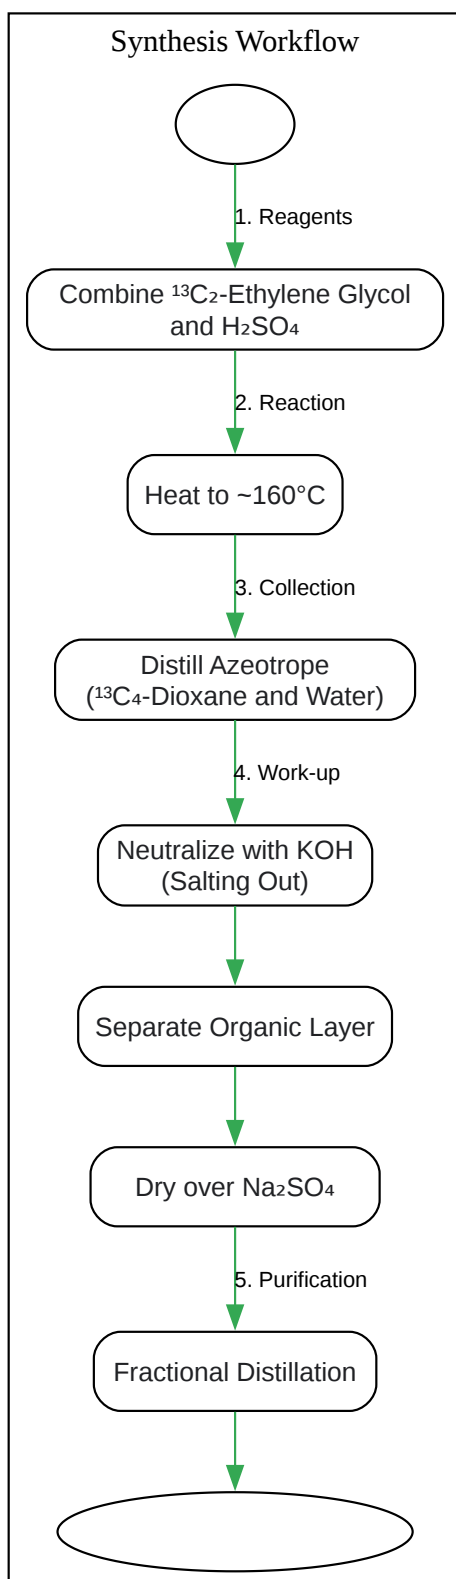 Synthesis Workflow
1. Reagents
Combine ¹³C₂-Ethylene Glycol
and H₂SO₄
2. Reaction
Heat to ~160°C
3. Collection
Distill Azeotrope
(¹³C₄-Dioxane and Water)
4. Work-up
Neutralize with KOH
(Salting Out)
Separate Organic Layer
Dry over Na₂SO₄
5. Purification
Fractional Distillation